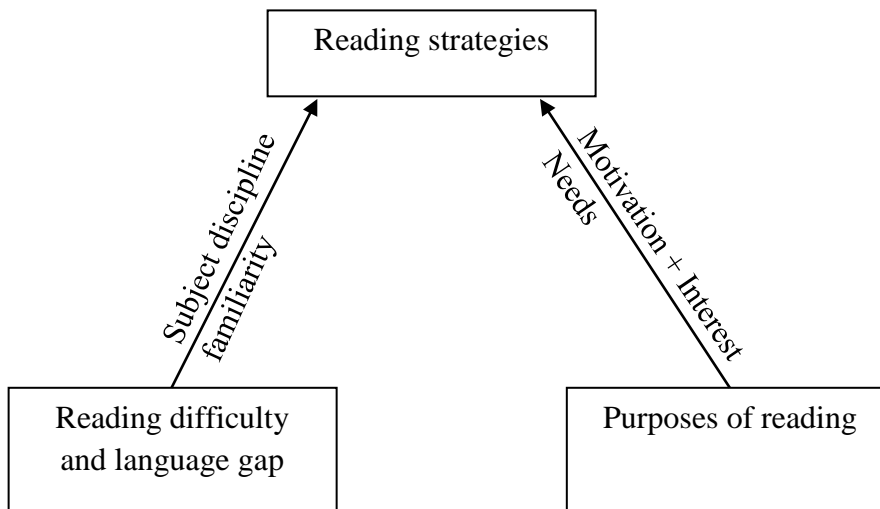 Reading strategies
Subject discipline
familiarity
Motivation + Interest
Needs
Reading difficulty
and language gap
Purposes of reading